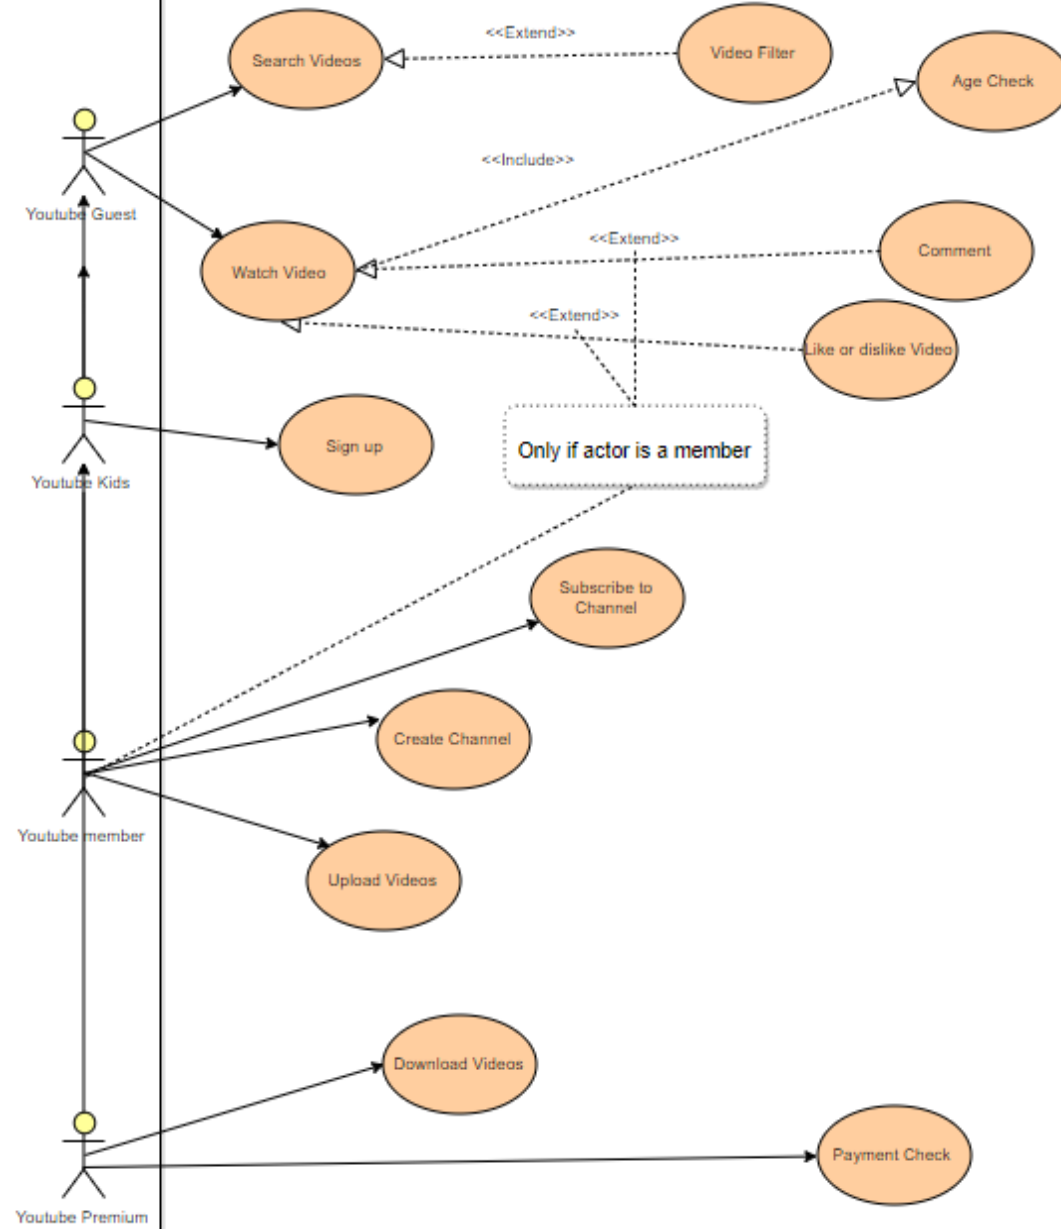 <<Extend>>
Search Videos
Video Filter
Age Check
<<Include>>
Youtube Guest
<<Extend>>
Comment
Watch Video
<<Extend>>
Like or dislike Video
Sign up
Only if actor is a member
Youtube Kids
Subscribe to
Channel
Create Channel
Youtube member
Upload Videos
Download Videos
Payment Check
Youtube Premium